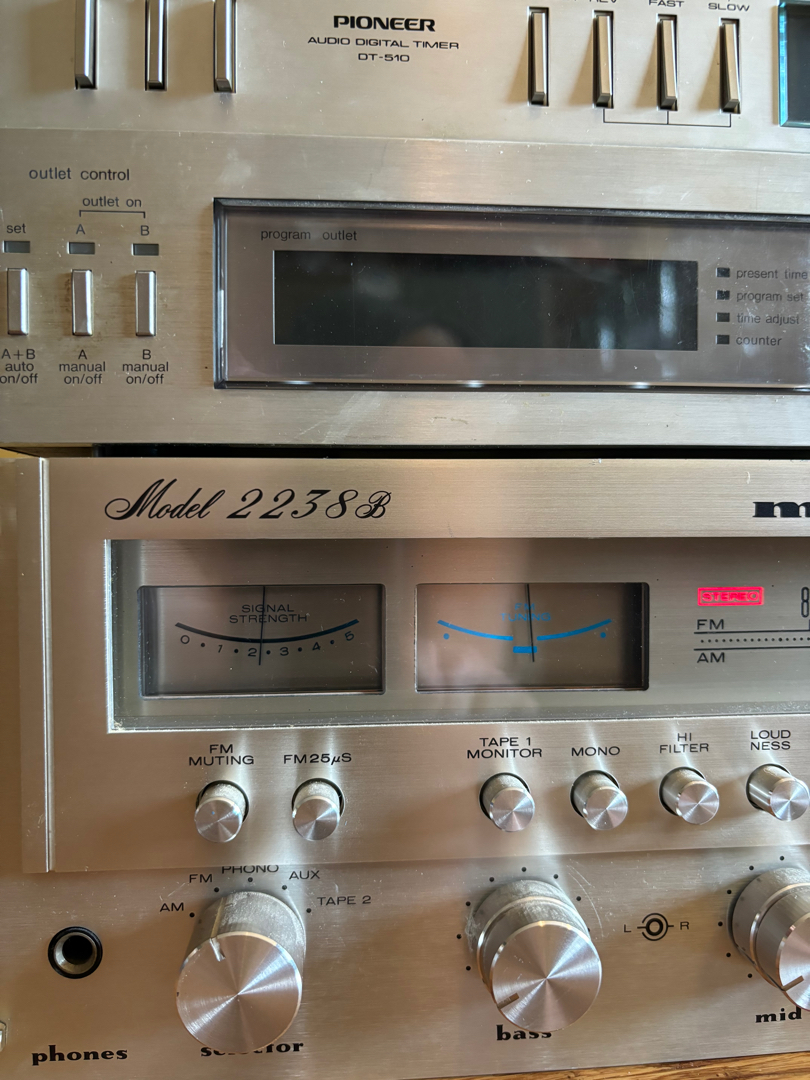 FAST
SLOW
PIONEER
AUDIO DIGITAL TIMER
DT-510
outlet control
outlet on
set A B
A+B auto on/off
A manual on/off
B manual on/off
program outlet
present time
program set
time adjust
counter
Model 2238B
SIGNAL
STRENGTH
0 • 1 • 2 • 3 • 4 • 5
STEREO
FM
AM
FM
MUTING
FM25µS
TAPE 1
MONITOR
MONO
HI
FILTER
LOUD
NESS
AM FM PHONO AUX TAPE 2
L R
phones
selector
bass
mid